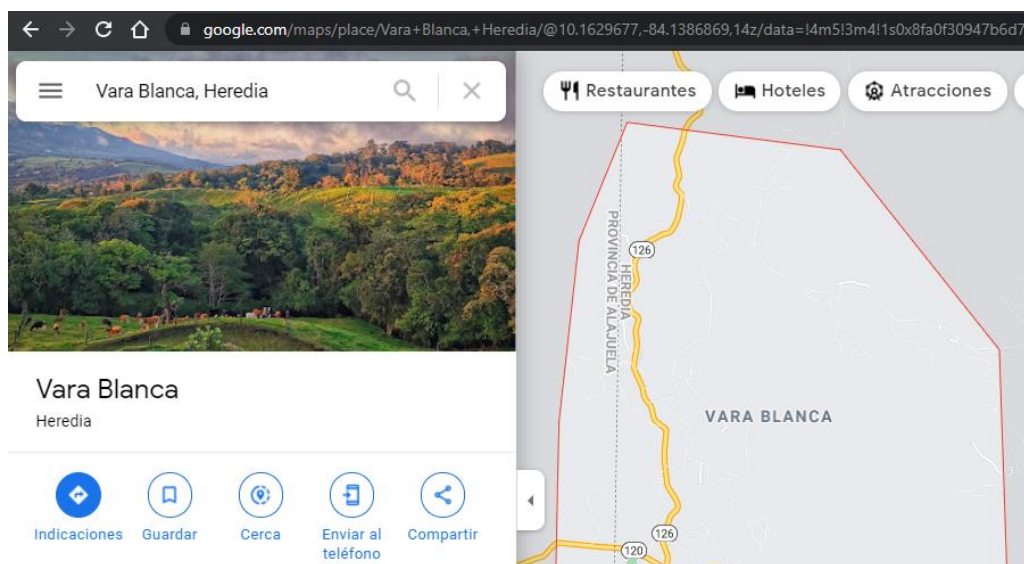 google.com/maps/place/Vara+Blanca,+Heredia/@10.1629677,-84.1386869,14z/data=!4m5!3m4!1s0x8fa0f30947b6d7
Vara Blanca, Heredia
Restaurantes
Hoteles
Atracciones
Vara Blanca
Heredia
Indicaciones
Guardar
Cerca
Enviar al
teléfono
Compartir
126
HEREDIA
PROVINCIA DE ALAJUELA
VARA BLANCA
126
120